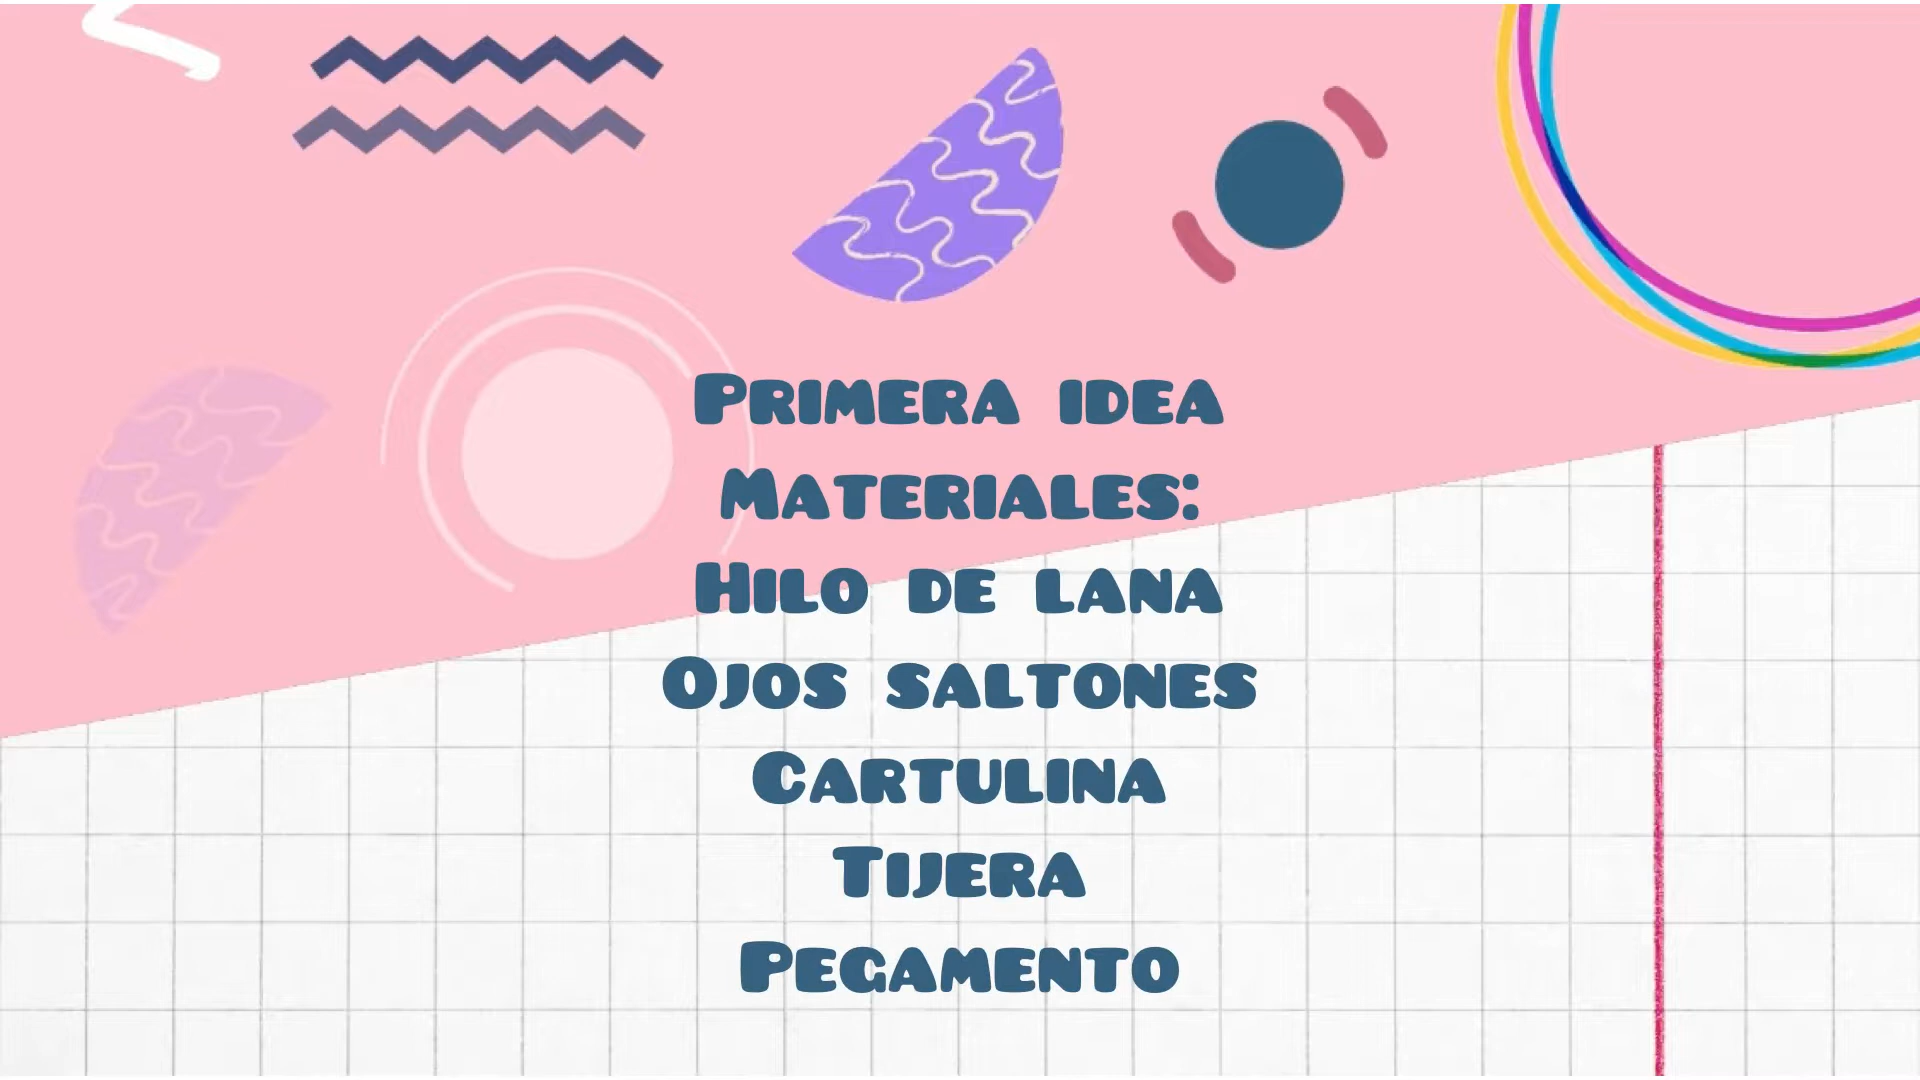 Primera idea
Materiales:
Hilo de lana
Ojos saltones
Cartulina
Tijera
Pegamento